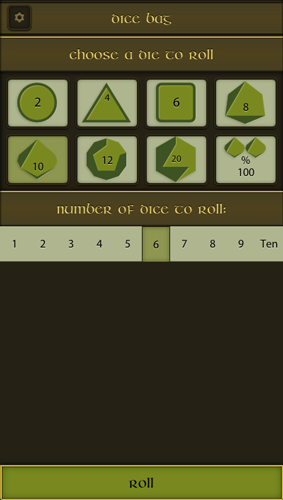 Dice Bag
Choose a Die to Roll
2 4 6 8
10 12 20 % 100
Number of Dice to Roll:
1 2 3 4 5 6 7 8 9 Ten
Roll